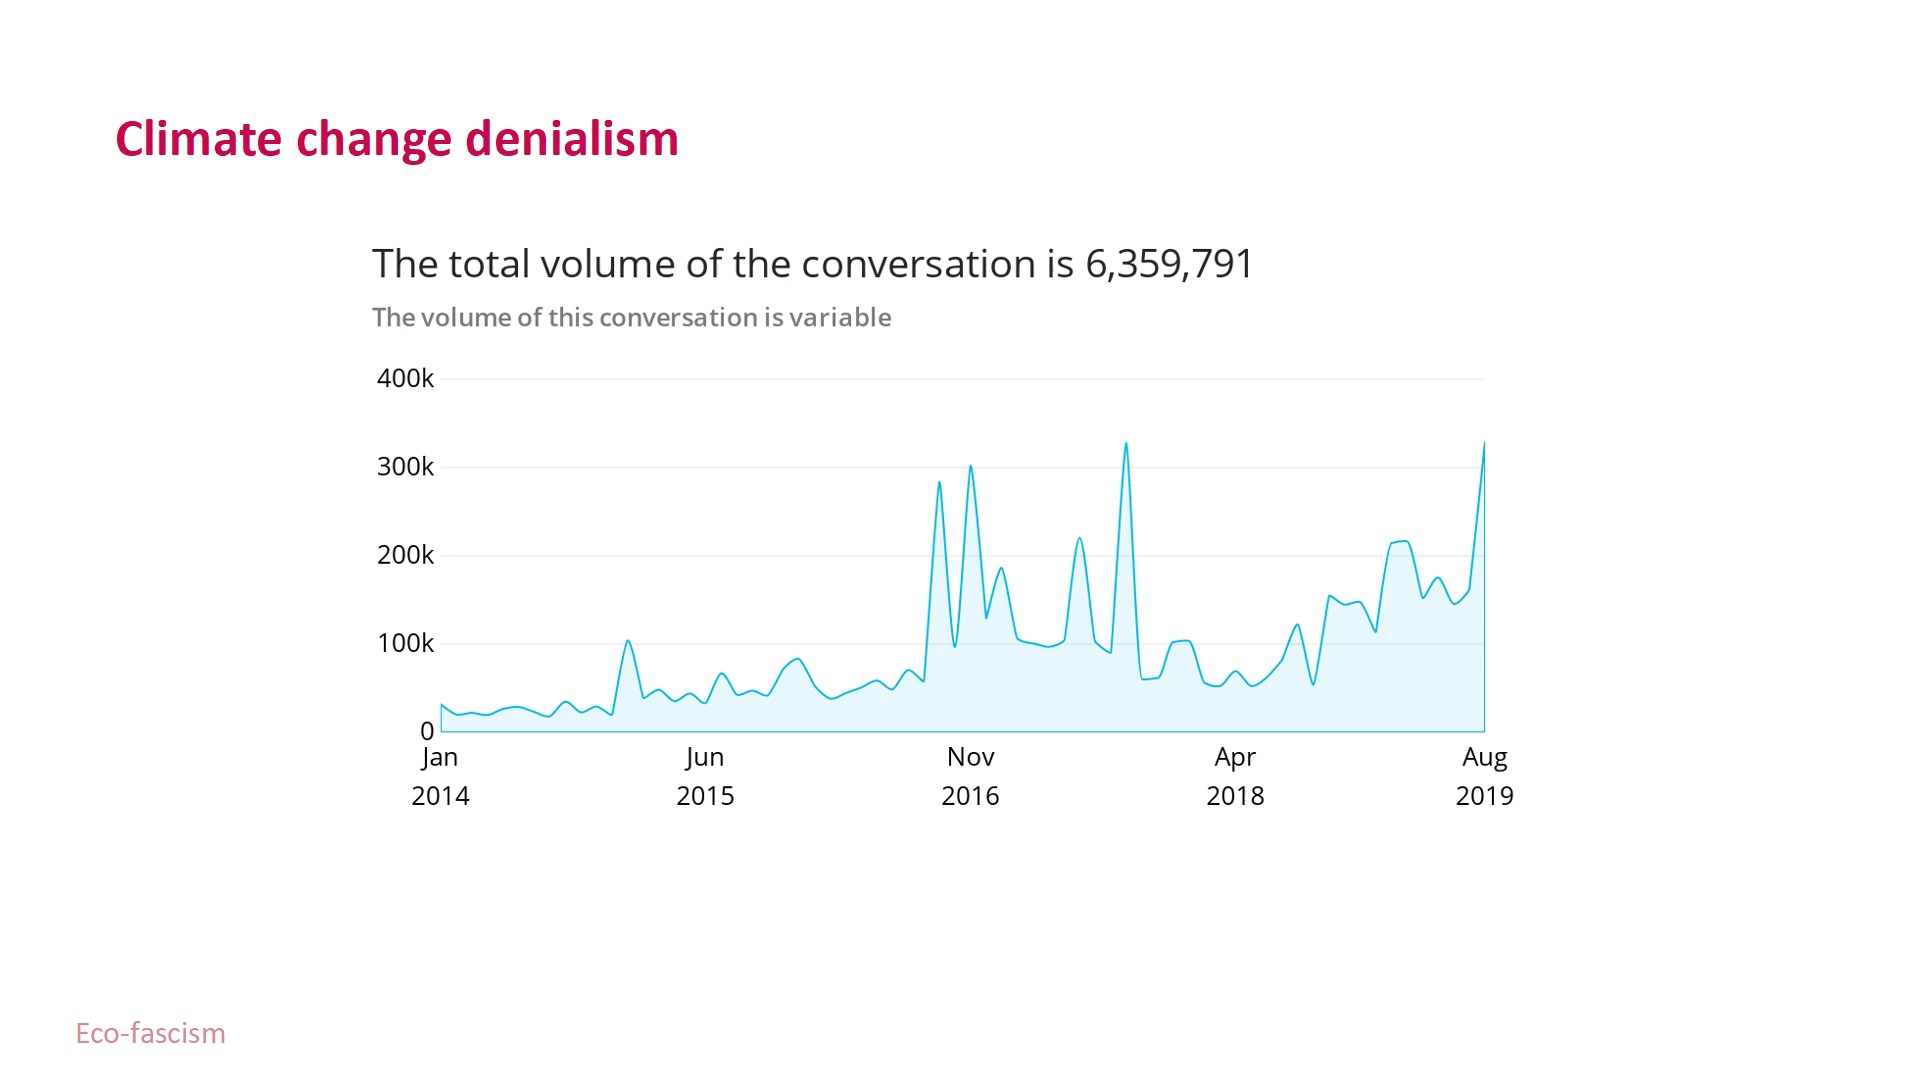 Climate change denialism
The total volume of the conversation is 6,359,791
The volume of this conversation is variable
400k
300k
200k
100k
0
Jan Jun Nov Apr Aug
2014 2015 2016 2018 2019
Eco-fascism